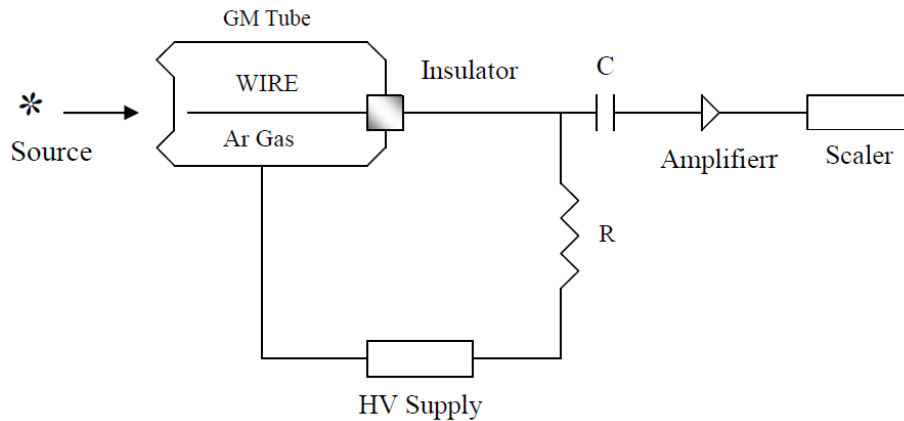 GM Tube
WIRE
Insulator
C
*
Ar Gas
Source
Amplifierr
Scaler
R
HV Supply